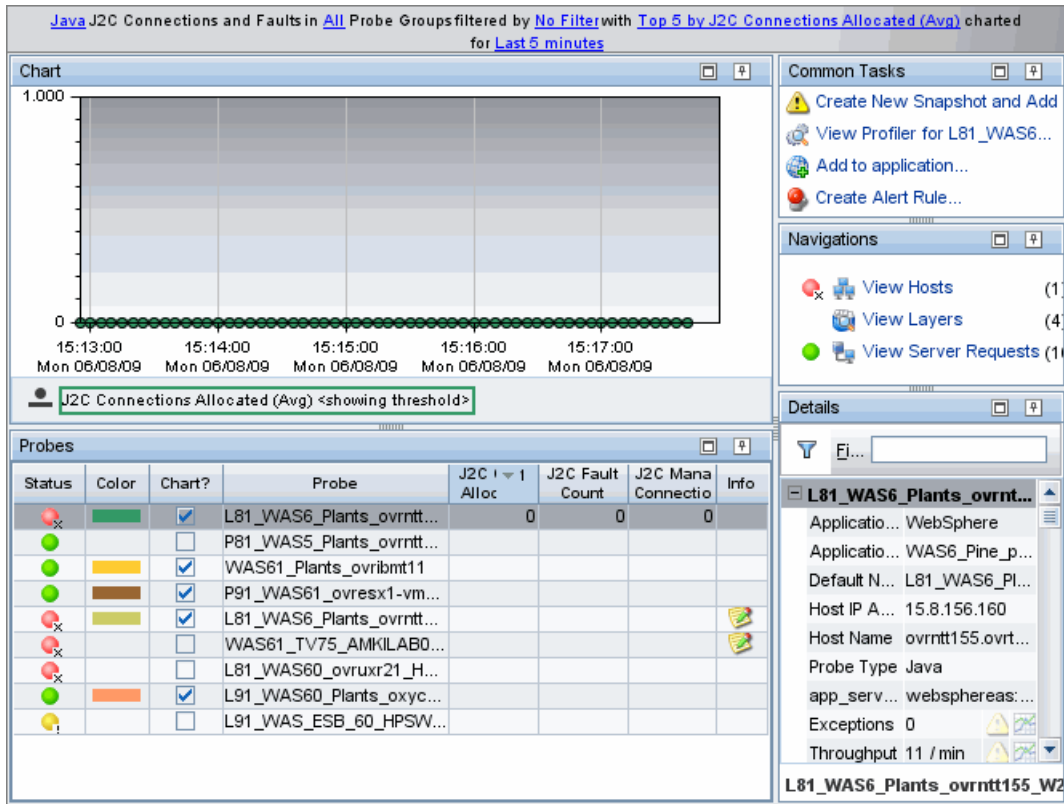 Java J2C Connections and Faults in All Probe Groups filtered by No Filter with Top 5 by J2C Connections Allocated (Avg) charted
for Last 5 minutes
Chart
1.000
0
15:13:00 15:14:00 15:15:00 15:16:00 15:17:00
Mon 06/08/09 Mon 06/08/09 Mon 06/08/09 Mon 06/08/09 Mon 06/08/09
J2C Connections Allocated (Avg) <showing threshold>
Probes
Status Color Chart? Probe J2C 1 Alloc J2C Fault Count J2C Mana Connectio Info
L81_WAS6_Plants_ovrntt... 0 0 0
P81_WAS5_Plants_ovrntt...
WAS61_Plants_ovribmt11
P91_WAS61_ovresx1-vm...
L81_WAS6_Plants_ovrntt...
WAS61_TV75_AMKILAB0...
L81_WAS60_ovruxr21_H...
L91_WAS60_Plants_oxyc...
L91_WAS_ESB_60_HPSW...
Common Tasks
Create New Snapshot and Add
View Profiler for L81_WAS6...
Add to application...
Create Alert Rule...
Navigations
View Hosts (1)
View Layers (4
View Server Requests (1
Details
Fi...
L81_WAS6_Plants_ovrnt...
Applicatio... WebSphere
Applicatio... WAS6_Pine_p...
Default N... L81_WAS6_Pl...
Host IP A... 15.8.156.160
Host Name ovrntt155.ovrt...
Probe Type Java
app_serv... websphereas:...
Exceptions 0
Throughput 11 / min
L81_WAS6_Plants_ovrntt155_W2